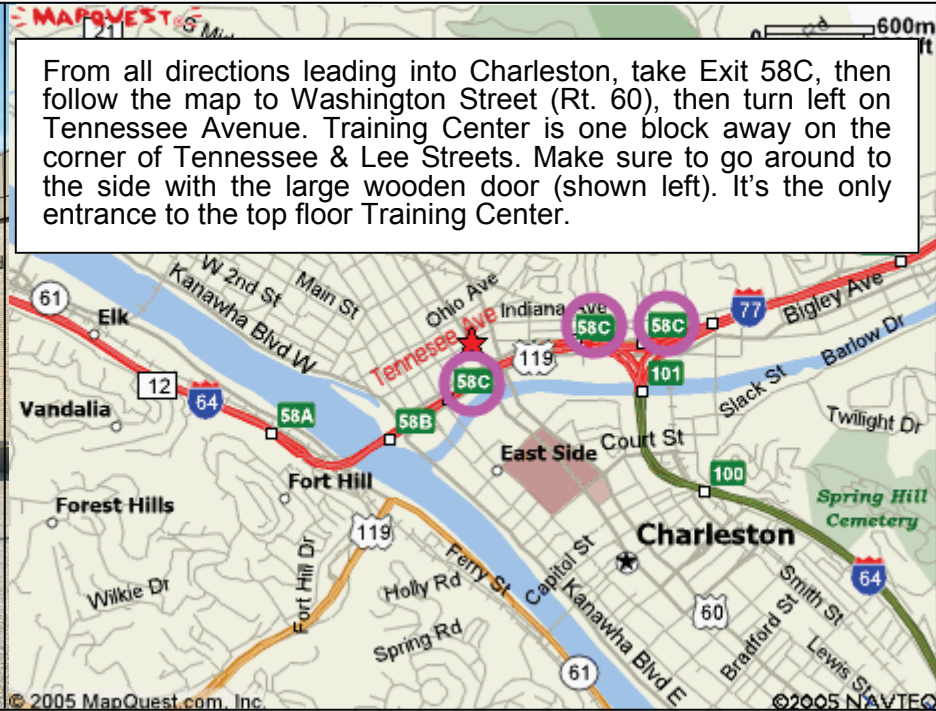 MAPQUEST
21
600m
0
ft
From all directions leading into Charleston, take Exit 58C, then
follow the map to Washington Street (Rt. 60), then turn left on
Tennessee Avenue. Training Center is one block away on the
corner of Tennessee & Lee Streets. Make sure to go around to
the side with the large wooden door (shown left). It's the only
entrance to the top floor Training Center.
W 2nd St
Main St
Kanawha Blvd W
Ohio Ave
Indiana Ave
Tennesee Ave
61
Elk
58C
58C
77
Bigley Ave
119
Barlow Dr
12
64
58C
101
Slack St
Vandalia
58A
58B
Twilight Dr
East Side
Court St
Fort Hill
100
Forest Hills
Spring Hill
Cemetery
119
Charleston
Ferry St
Capitol St
Fort Hill Dr
Wilkie Dr
Holly Rd
64
Smith St
60
Bradford St
Spring Rd
Kanawha Blvd E
Lewis St
61
© 2005 MapQuest.com, Inc.
©2005 NAVTEQ